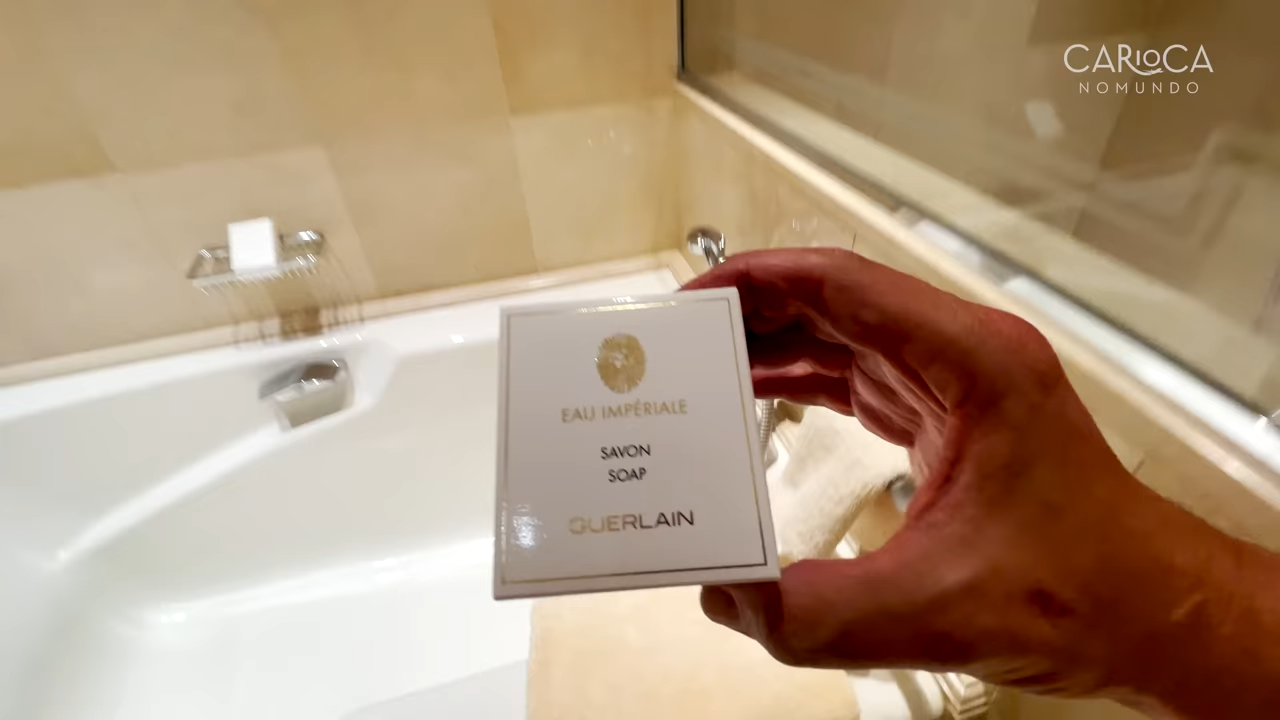 CARIOCA
NOMUNDO
EAU IMPÉRIALE
SAVON
SOAP
GUERLAIN